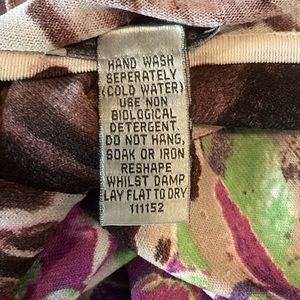 HAND WASH
SEPERATELY
(COLD WATER)
USE NON
BIOLOGICAL
DETERGENT.
DO NOT HANG,
SOAK OR IRON
RESHAPE
WHILST DAMP
LAY FLAT TO DRY
111152